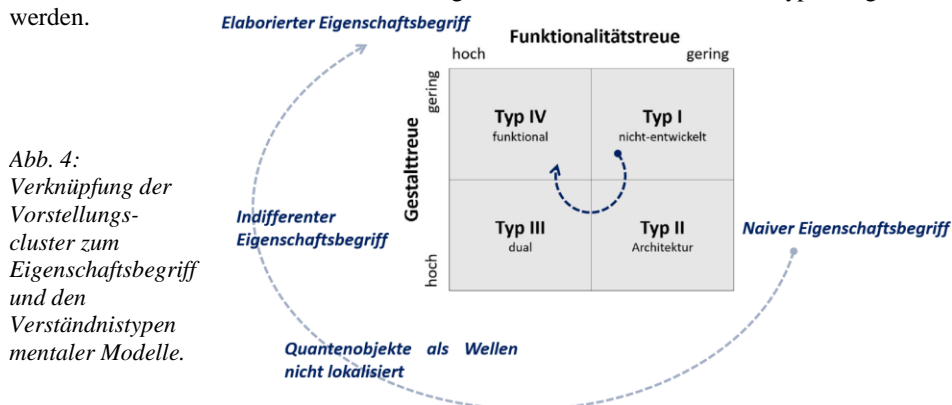 werden.
Elaborierter Eigenschaftsbegriff
Funktionalitätstreue
hoch
gering
gering
Gestalttreue
hoch
Typ IV
funktional
Typ I
nicht-entwickelt
Typ III
dual
Typ II
Architektur
Abb. 4:
Verknüpfung der
Vorstellungs-
cluster zum
Eigenschaftsbegriff
und den
Verständnistypen
mentaler Modelle.
Indifferenter
Eigenschaftsbegriff
Naiver Eigenschaftsbegriff
Quantenobjekte als Wellen
nicht lokalisiert